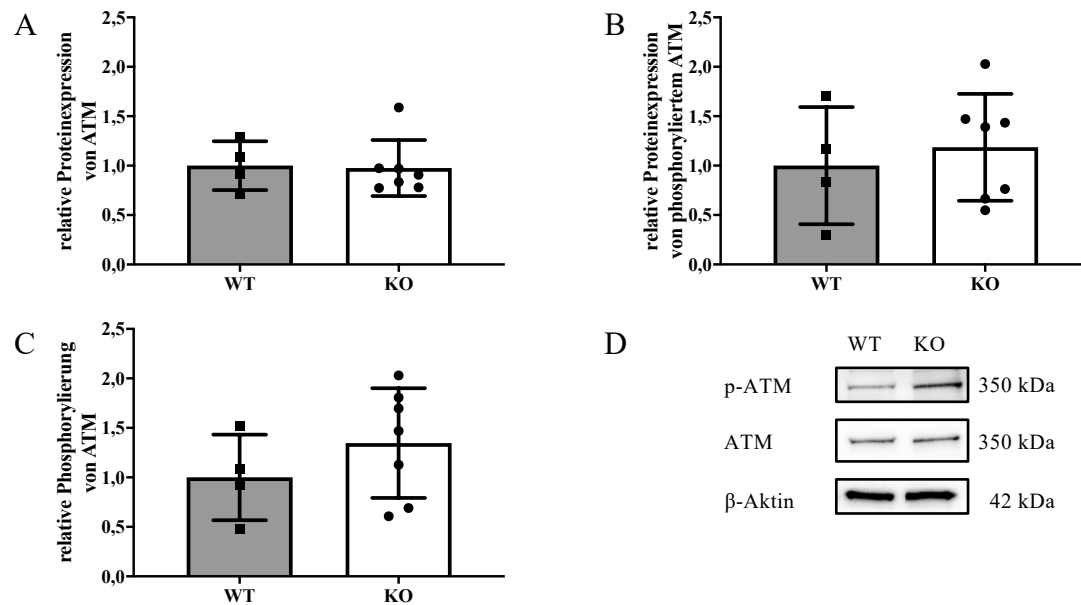 A
relative Proteinexpression
von ATM
2,5
2,0
1,5
1,0
0,5
0,0
WT
KO
B
relative Proteinexpression
von phosphoryliertem ATM
2,5
2,0
1,5
1,0
0,5
0,0
WT
KO
C
relative Phosphorylierung
von ATM
2,5
2,0
1,5
1,0
0,5
0,0
WT
KO
D
WT KO
p-ATM 350 kDa
ATM 350 kDa
β-Aktin 42 kDa